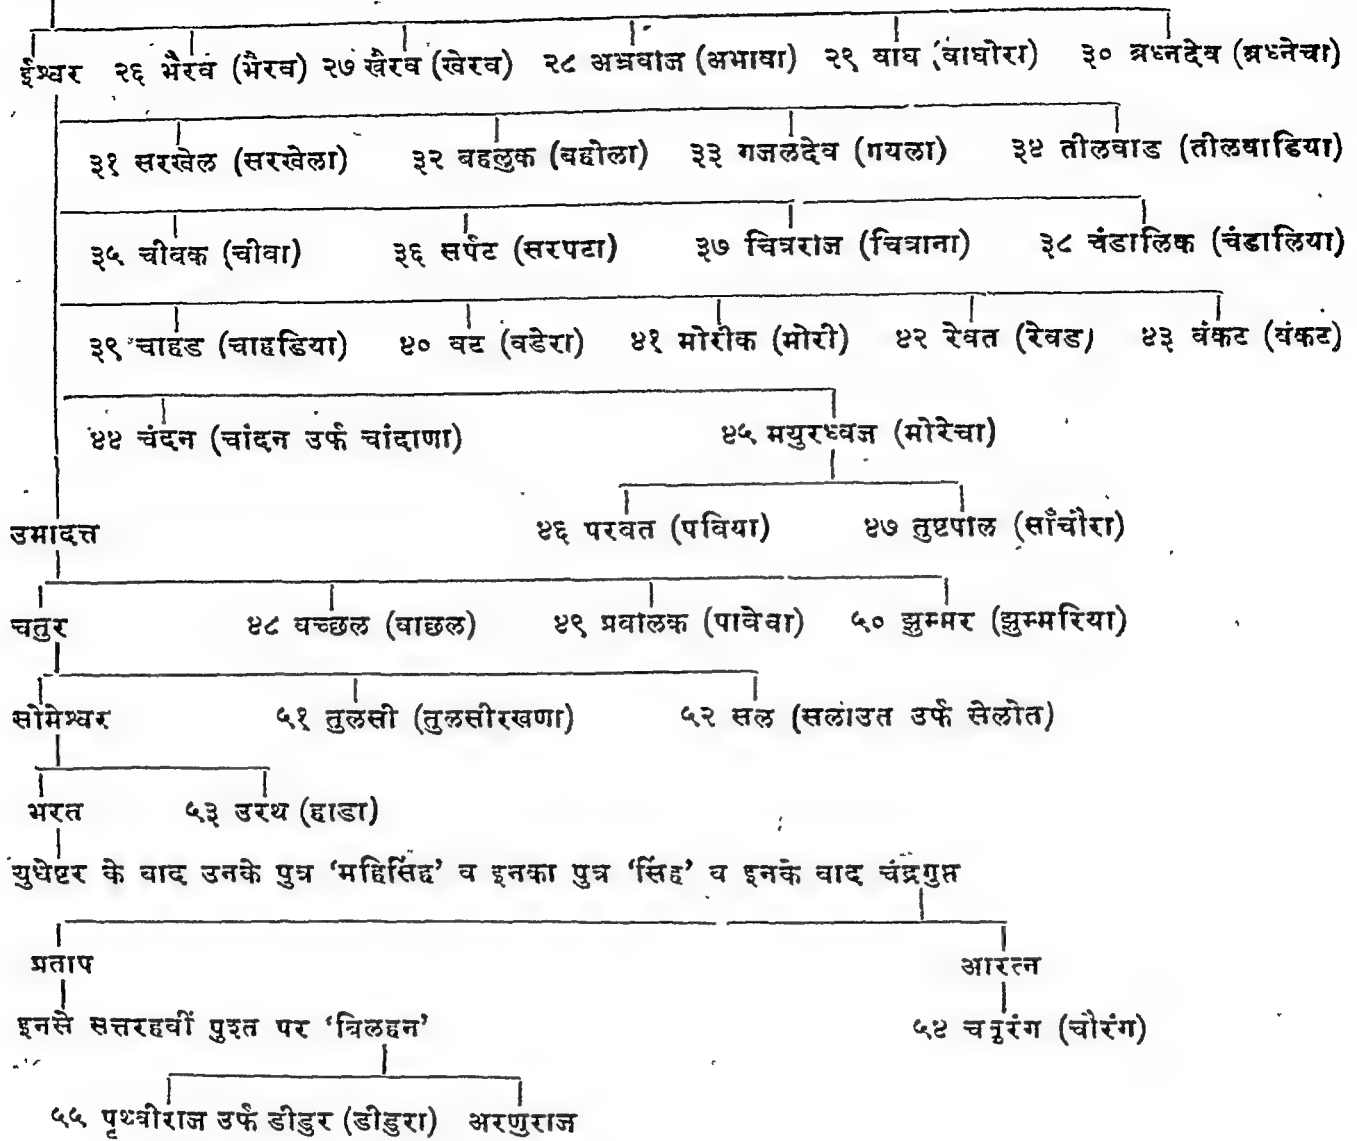 ईश्वर २६ भैरव (भैरव) २७ खैरव (खेरव) २८ अभ्रवाज (अभावा) २९ वाघ (वाघोरा) ३० ब्रध्नदेव (ब्रध्नेचा)
३१ सरखेल (सरखेला) ३२ बहलुक (बहोला) ३३ गजलदेव (गयला) ३४ तीलवाड (तीलवाडिया)
३५ चीवक (चीवा) ३६ सर्पट (सरपटा) ३७ चित्रराज (चित्राना) ३८ चंडालिक (चंडालिया)
३९ चाहड (चाहडिया) ४० वट (वडेरा) ४१ मोरीक (मोरी) ४२ रेवत (रेवड) ४३ वंकट (वंकट)
४४ चंदन (चांदन उर्फ चांदाणा) ४५ मयुरध्वज (मोरेचा)
उमादत्त ४६ परवत (पविया) ४७ तुष्टपाल (साँचौरा)
चतुर ४८ वच्छल (वाछल) ४९ प्रवालक (पावेचा) ५० झुम्मर (झुम्मरिया)
सोमेश्वर ५१ तुलसी (तुलसीरखणा) ५२ सल (सलाउत उर्फ सेलोत)
भरत ५३ उरथ (हाडा)
युधेष्टर के वाद उनके पुत्र ‘महिसिंह’ व इनका पुत्र ‘सिंह’ व इनके वाद चंद्रगुप्त
प्रताप आरत्न
इनसे सत्तरहवीं पुश्त पर ‘विलहन’ ५४ चत्रुरंग (चौरंग)
५५ पृथ्वीराज उर्फ डीडुर (डीडुरा) अरणुराज